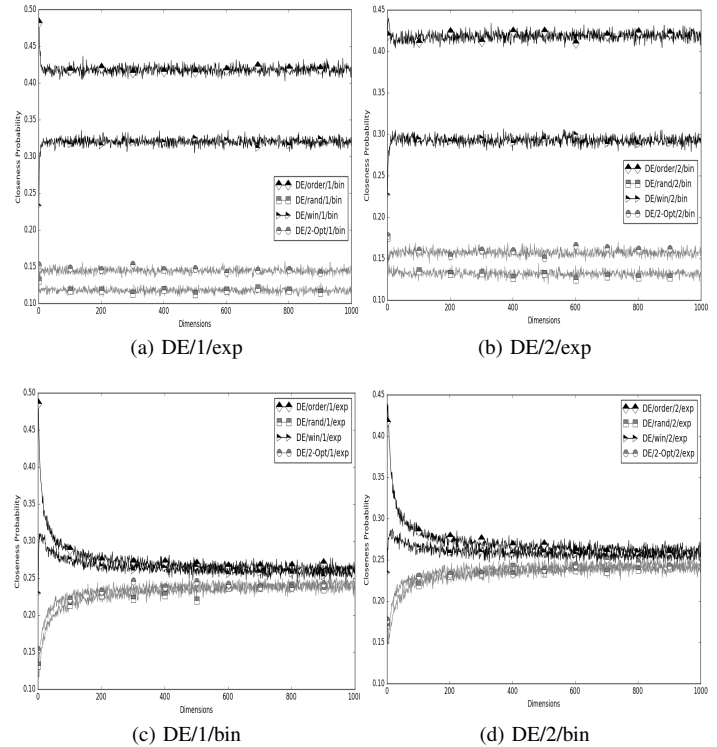 0.50
0.45
0.40
0.35
0.30
0.25
0.20
0.15
0.10
Closeness Probability
0
200
400
600
800
1000
Dimensions
DE/order/1/bin
DE/rand/1/bin
DE/win/1/bin
DE/2-Opt/1/bin
(a) DE/1/exp
0.45
0.40
0.35
0.30
0.25
0.20
0.15
0.10
Closeness Probability
0
200
400
600
800
1000
Dimensions
DE/order/2/bin
DE/rand/2/bin
DE/win/2/bin
DE/2-Opt/2/bin
(b) DE/2/exp
0.50
0.45
0.40
0.35
0.30
0.25
0.20
0.15
0.10
Closeness Probability
0
200
400
600
800
1000
Dimensions
DE/order/1/exp
DE/rand/1/exp
DE/win/1/exp
DE/2-Opt/1/exp
(c) DE/1/bin
0.45
0.40
0.35
0.30
0.25
0.20
0.15
0.10
Closeness Probability
0
200
400
600
800
1000
Dimensions
DE/order/2/exp
DE/rand/2/exp
DE/win/2/exp
DE/2-Opt/2/exp
(d) DE/2/bin